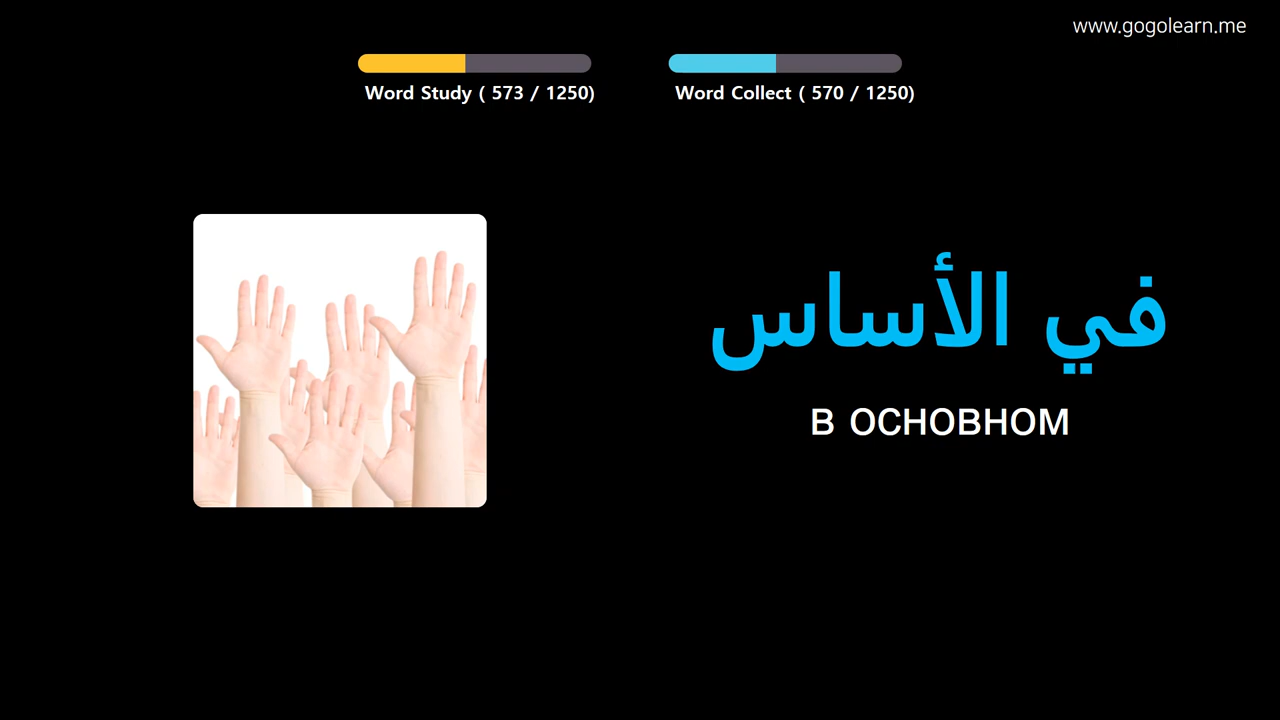 www.gogolearn.me
Word Study ( 573 / 1250)
Word Collect ( 570 / 1250)
في الأساس
В ОСНОВНОМ